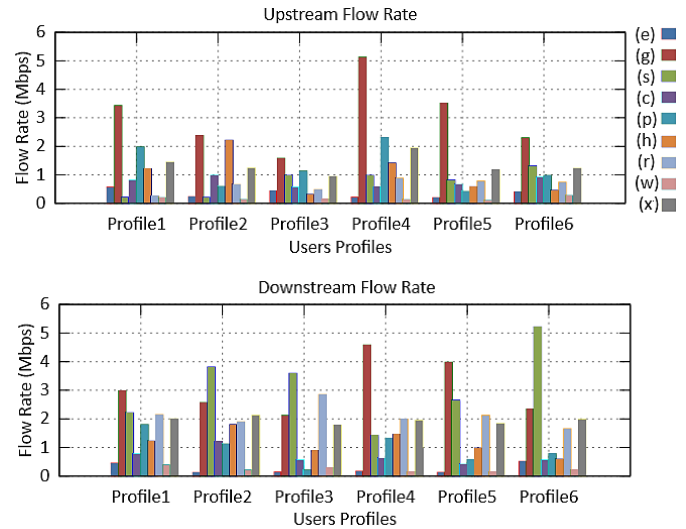 Upstream Flow Rate
6
5
4
3
2
1
0
Flow Rate (Mbps)
Profile1 Profile2 Profile3 Profile4 Profile5 Profile6
Users Profiles
(e)
(g)
(s)
(c)
(p)
(h)
(r)
(w)
(x)
Downstream Flow Rate
6
5
4
3
2
1
0
Flow Rate (Mbps)
Profile1 Profile2 Profile3 Profile4 Profile5 Profile6
Users Profiles